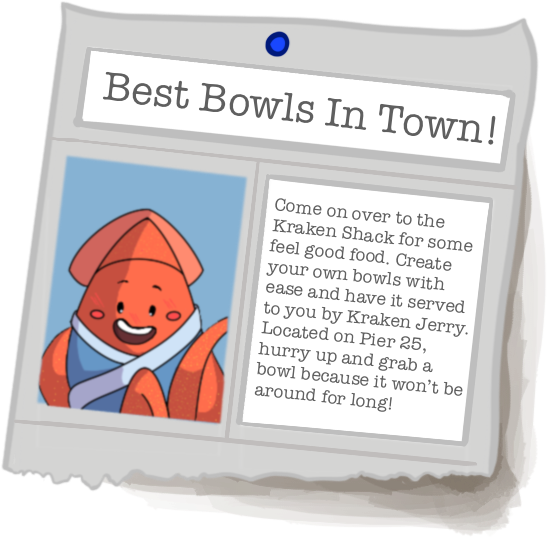 Best Bowls In Town!
Come on over to the
Kraken Shack for some
feel good food. Create
your own bowls with
ease and have it served
to you by Kraken Jerry.
Located on Pier 25,
hurry up and grab a
bowl because it won't be
around for long!